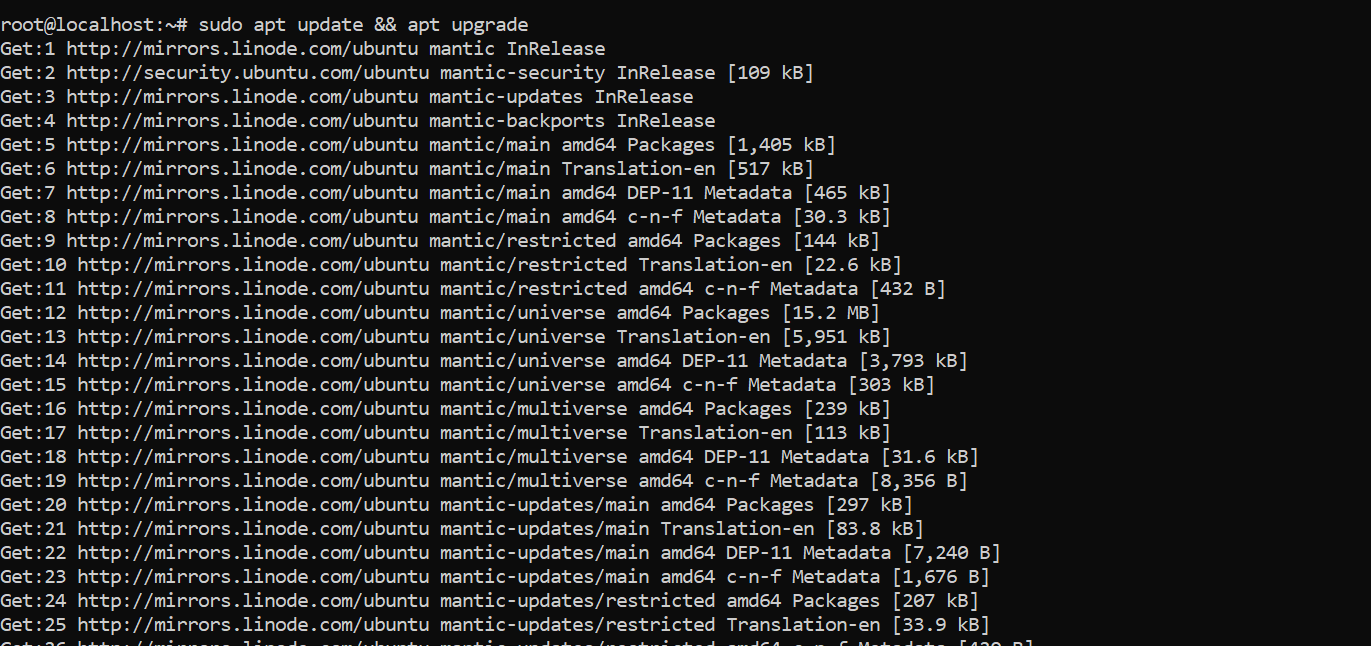 root@localhost:~# sudo apt update && apt upgrade
Get:1 http://mirrors.linode.com/ubuntu mantic InRelease
Get:2 http://security.ubuntu.com/ubuntu mantic-security InRelease [109 kB]
Get:3 http://mirrors.linode.com/ubuntu mantic-updates InRelease
Get:4 http://mirrors.linode.com/ubuntu mantic-backports InRelease
Get:5 http://mirrors.linode.com/ubuntu mantic/main amd64 Packages [1,405 kB]
Get:6 http://mirrors.linode.com/ubuntu mantic/main Translation-en [517 kB]
Get:7 http://mirrors.linode.com/ubuntu mantic/main amd64 DEP-11 Metadata [465 kB]
Get:8 http://mirrors.linode.com/ubuntu mantic/main amd64 c-n-f Metadata [30.3 kB]
Get:9 http://mirrors.linode.com/ubuntu mantic/restricted amd64 Packages [144 kB]
Get:10 http://mirrors.linode.com/ubuntu mantic/restricted Translation-en [22.6 kB]
Get:11 http://mirrors.linode.com/ubuntu mantic/restricted amd64 c-n-f Metadata [432 B]
Get:12 http://mirrors.linode.com/ubuntu mantic/universe amd64 Packages [15.2 MB]
Get:13 http://mirrors.linode.com/ubuntu mantic/universe Translation-en [5,951 kB]
Get:14 http://mirrors.linode.com/ubuntu mantic/universe amd64 DEP-11 Metadata [3,793 kB]
Get:15 http://mirrors.linode.com/ubuntu mantic/universe amd64 c-n-f Metadata [303 kB]
Get:16 http://mirrors.linode.com/ubuntu mantic/multiverse amd64 Packages [239 kB]
Get:17 http://mirrors.linode.com/ubuntu mantic/multiverse Translation-en [113 kB]
Get:18 http://mirrors.linode.com/ubuntu mantic/multiverse amd64 DEP-11 Metadata [31.6 kB]
Get:19 http://mirrors.linode.com/ubuntu mantic/multiverse amd64 c-n-f Metadata [8,356 B]
Get:20 http://mirrors.linode.com/ubuntu mantic-updates/main amd64 Packages [297 kB]
Get:21 http://mirrors.linode.com/ubuntu mantic-updates/main Translation-en [83.8 kB]
Get:22 http://mirrors.linode.com/ubuntu mantic-updates/main amd64 DEP-11 Metadata [7,240 B]
Get:23 http://mirrors.linode.com/ubuntu mantic-updates/main amd64 c-n-f Metadata [1,676 B]
Get:24 http://mirrors.linode.com/ubuntu mantic-updates/restricted amd64 Packages [207 kB]
Get:25 http://mirrors.linode.com/ubuntu mantic-updates/restricted Translation-en [33.9 kB]